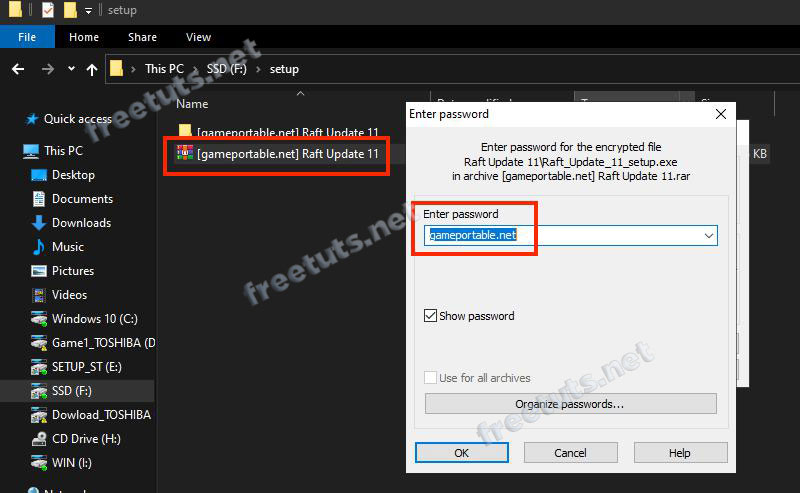 setup
File
Home
Share
View
This PC
SSD (F:)
setup
Name
Quick access
[gameportable.net] Raft Update 11
[gameportable.net] Raft Update 11
KB
This PC
Desktop
Documents
Downloads
Music
Pictures
Videos
Windows 10 (C:)
Game1_TOSHIBA (D
SETUP_ST (E:)
SSD (F:)
Dowload_TOSHIBA
CD Drive (H:)
WIN (I:)
Enter password
Enter password for the encrypted file
Raft Update 11\Raft_Update_11_setup.exe
in archive [gameportable.net] Raft Update 11.rar
Enter password
gameportable.net
Show password
Use for all archives
Organize passwords...
OK
Cancel
Help
freetuts.net
freetuts.net
freetuts.net